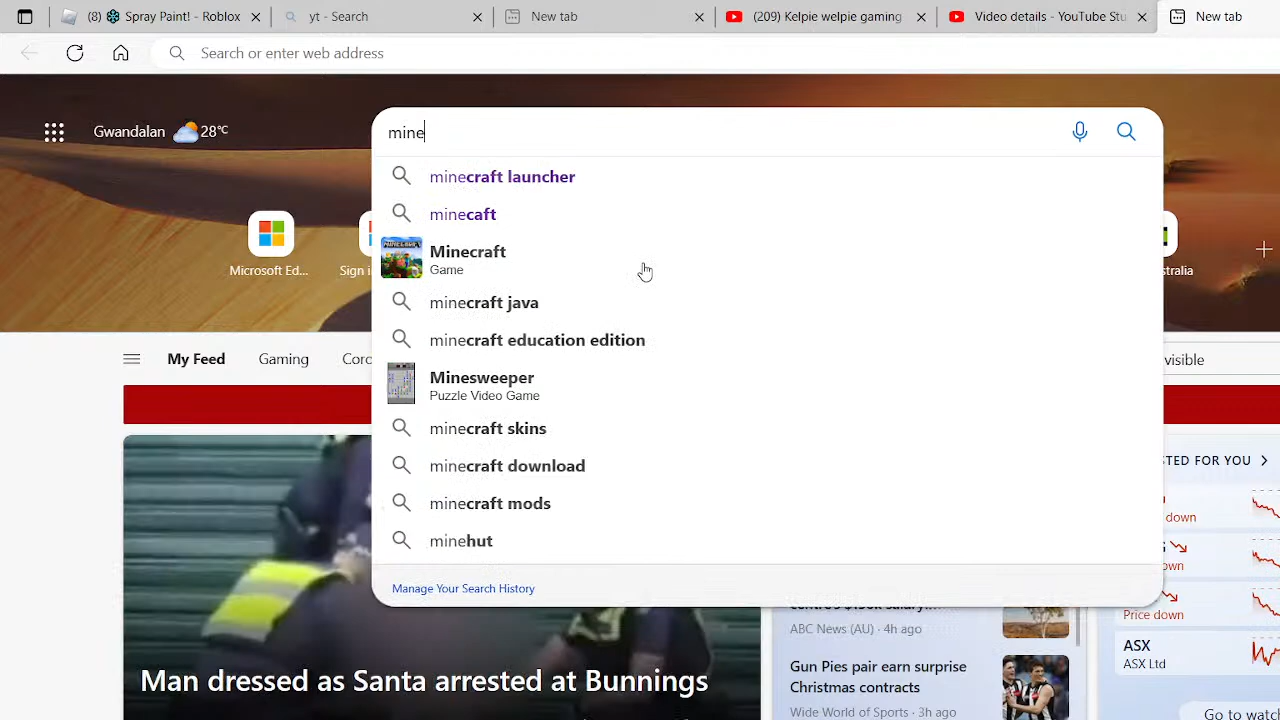 (8) Spray Paint! - Roblox
yt - Search
New tab
(209) Kelpie welpie gaming
Video details - YouTube Stu
New tab
Search or enter web address
Gwandalan 28°C
mine
minecraft launcher
minecaft
Minecraft
Game
minecraft java
minecraft education edition
Minesweeper
Puzzle Video Game
minecraft skins
minecraft download
minecraft mods
minehut
Manage Your Search History
Microsoft Ed...
Sign i
stralia
My Feed
Gaming
Coro
visible
TED FOR YOU
down
Price down
ASX
ASX Ltd
Go to watc
Man dressed as Santa arrested at Bunnings
ABC News (AU) · 4h ago
Gun Pies pair earn surprise
Christmas contracts
Wide World of Sports · 3h ago